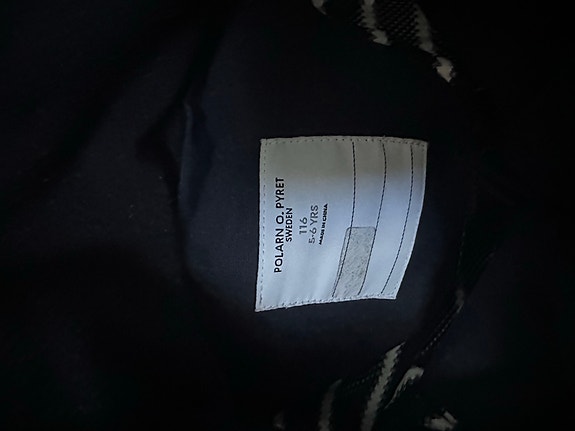 POLARN O. PYRET
SWEDEN
116
5-6 YRS
MADE IN CHINA